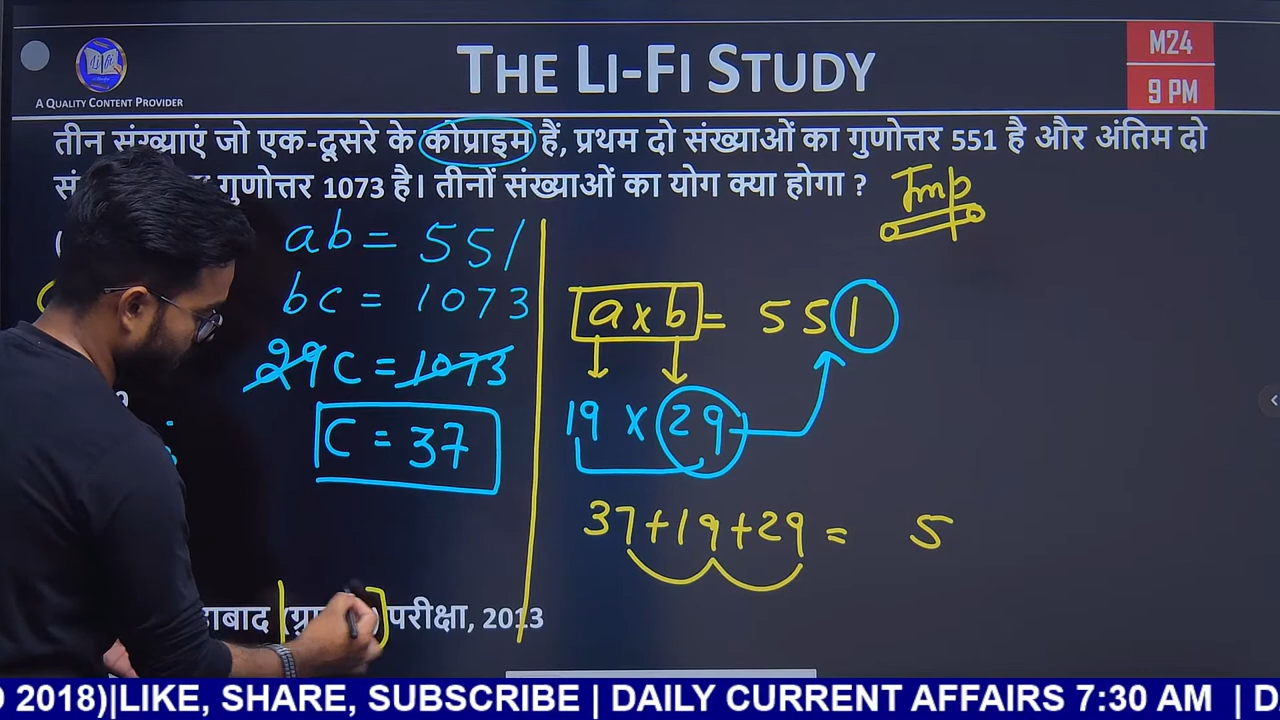 THE LI-FI STUDY
A QUALITY CONTENT PROVIDER
M24
9 PM
तीन संख्याएं जो एक-दूसरे के कोप्राइम हैं, प्रथम दो संख्याओं का गुणोत्तर 551 है और अंतिम दो
गुणोत्तर 1073 है। तीनों संख्याओं का योग क्या होगा ?
Imp
ab = 551
bc = 1073
29C = 1073
C = 37
a x b = 551
19 x 29
37+19+29 = 5
परीक्षा, 2013
D 2018)|LIKE, SHARE, SUBSCRIBE | DAILY CURRENT AFFAIRS 7:30 AM | D